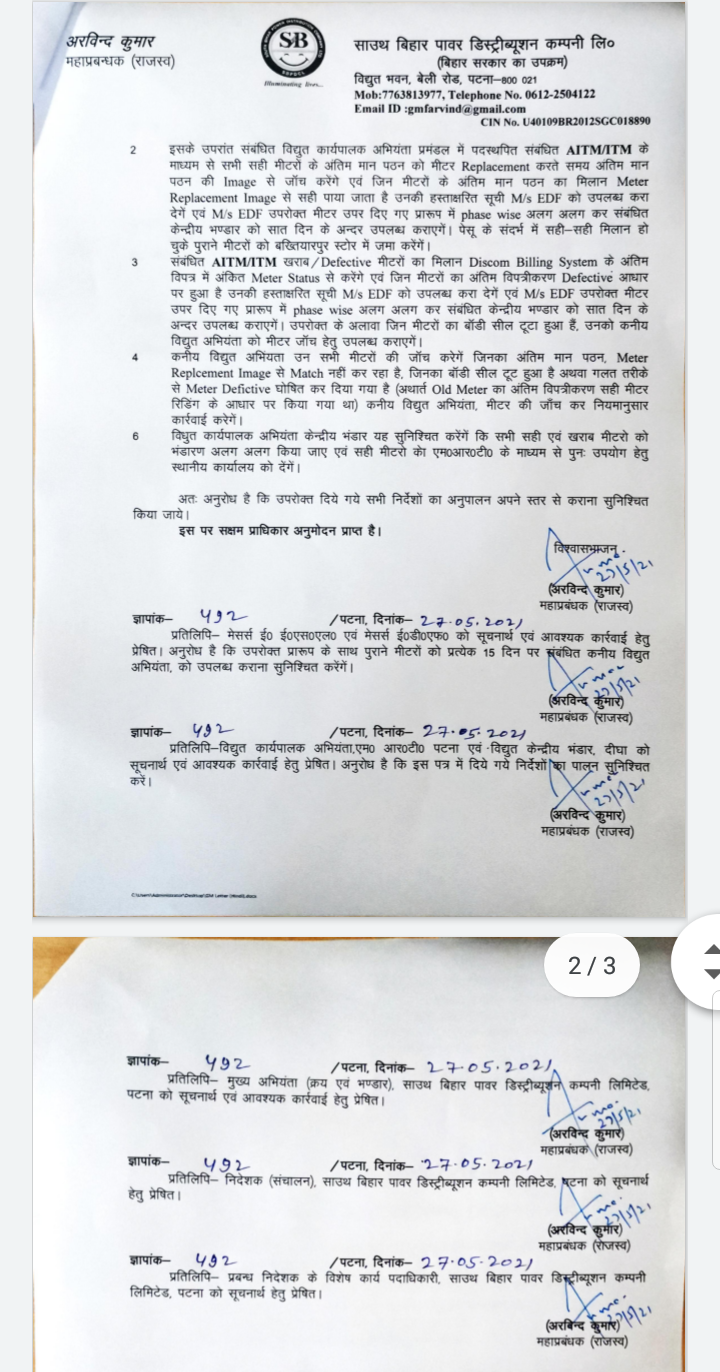 अरविन्द कुमार
महाप्रबन्धक (राजस्व)
SB
SBPDCL
Illuminating lives...
साउथ बिहार पावर डिस्ट्रीब्यूशन कम्पनी लि०
(बिहार सरकार का उपक्रम)
विद्युत भवन, बेली रोड, पटना–800 021
Mob:7763813977, Telephone No. 0612-2504122
Email ID :gmfarvind@gmail.com
CIN No. U40109BR2012SGC018890
2 इसके उपरांत संबंधित विद्युत कार्यपालक अभियंता प्रमंडल में पदस्थपित संबंधित AITM/ITM के
माध्यम से सभी सही मीटरों के अंतिम मान पठन को मीटर Replacement करते समय अंतिम मान
पठन की Image से जाँच करेंगे एवं जिन मीटरों के अंतिम मान पठन का मिलान Meter
Replacement Image से सही पाया जाता है उनकी हस्ताक्षरित सूची M/s EDF को उपलब्ध करा
देगें एवं M/s EDF उपरोक्त मीटर उपर दिए गए प्रारूप में phase wise अलग अलग कर संबंधित
केन्द्रीय भण्डार को सात दिन के अन्दर उपलब्ध कराएगें। पेसू के संदर्भ में सही–सही मिलान हो
चुके पुराने मीटरों को बख्तियारपुर स्टोर में जमा करेंगें।
3 संबंधित AITM/ITM खराब/Defective मीटरों का मिलान Discom Billing System के अंतिम
विपत्र में अंकित Meter Status से करेंगे एवं जिन मीटरों का अंतिम विपत्रीकरण Defective आधार
पर हुआ है उनकी हस्ताक्षरित सूची M/s EDF को उपलब्ध करा देगें एवं M/s EDF उपरोक्त मीटर
उपर दिए गए प्रारूप में phase wise अलग अलग कर संबंधित केन्द्रीय भण्डार को सात दिन के
अन्दर उपलब्ध कराएगें। उपरोक्त के अलावा जिन मीटरों का बॉडी सील टूटा हुआ हैं, उनको कनीय
विद्युत अभियंता को मीटर जाँच हेतु उपलब्ध कराएगें।
4 कनीय विद्युत अभियता उन सभी मीटरों की जाँच करेगें जिनका अंतिम मान पठन, Meter
Replcement Image से Match नहीं कर रहा है, जिनका बॉडी सील टूट हुआ है अथवा गलत तरीके
से Meter Defictive घोषित कर दिया गया है (अथार्त Old Meter का अंतिम विपत्रीकरण सही मीटर
रिडिंग के आधार पर किया गया था) कनीय विद्युत अभियंता, मीटर की जाँच कर नियमानुसार
कार्रवाई करेगें।
6 विधुत कार्यपालक अभियंता केन्द्रीय भंडार यह सुनिश्चित करेंगें कि सभी सही एवं खराब मीटरो को
भंडारण अलग अलग किया जाए एवं सही मीटरो को एम०आर०टी० के माध्यम से पुनः उपयोग हेतु
स्थानीय कार्यालय को देंगें।
अतः अनुरोध है कि उपरोक्त दिये गये सभी निर्देशों का अनुपालन अपने स्तर से कराना सुनिश्चित
किया जाये।
इस पर सक्षम प्राधिकार अनुमोदन प्राप्त है।
विश्वासभाजन
27/5/21
(अरविन्द कुमार)
महाप्रबंधक (राजस्व)
ज्ञापांक– 492 /पटना, दिनांक– 27.05.2021
प्रतिलिपि– मेसर्स ई० ई०एस०एल० एवं मेसर्स ई०डी०एफ० को सूचनार्थ एवं आवश्यक कार्रवाई हेतु
प्रेषित। अनुरोध है कि उपरोक्त प्रारूप के साथ पुराने मीटरों को प्रत्येक 15 दिन पर संबंधित कनीय विद्युत
अभियंता, को उपलब्ध कराना सुनिश्चित करेंगें।
27/5/21
(अरविन्द कुमार)
महाप्रबंधक (राजस्व)
ज्ञापांक– 492 /पटना, दिनांक– 27.05.2021
प्रतिलिपि–विद्युत कार्यपालक अभियंता,एम० आर०टी० पटना एवं विद्युत केन्द्रीय भंडार, दीघा को
सूचनार्थ एवं आवश्यक कार्रवाई हेतु प्रेषित। अनुरोध है कि इस पत्र में दिये गये निर्देशों का पालन सुनिश्चित
करें।
27/5/21
(अरविन्द कुमार)
महाप्रबंधक (राजस्व)
2 / 3
ज्ञापांक– 492 /पटना, दिनांक– 27.05.2021
प्रतिलिपि– मुख्य अभियंता (क्रय एवं भण्डार), साउथ बिहार पावर डिस्ट्रीब्यूशन कम्पनी लिमिटेड,
पटना को सूचनार्थ एवं आवश्यक कार्रवाई हेतु प्रेषित।
27/5/21
(अरविन्द कुमार)
महाप्रबंधक (राजस्व)
ज्ञापांक– 492 /पटना, दिनांक– 27.05.2021
प्रतिलिपि– निदेशक (संचालन), साउथ बिहार पावर डिस्ट्रीब्यूशन कम्पनी लिमिटेड, पटना को सूचनार्थ
हेतु प्रेषित।
27/5/21
(अरविन्द कुमार)
महाप्रबंधक (राजस्व)
ज्ञापांक– 492 /पटना, दिनांक– 27.05.2021
प्रतिलिपि– प्रबन्ध निदेशक के विशेष कार्य पदाधिकारी, साउथ बिहार पावर डिस्ट्रीब्यूशन कम्पनी
लिमिटेड, पटना को सूचनार्थ हेतु प्रेषित।
27/5/21
(अरबिन्द कुमार)
महाप्रबंधक (राजस्व)